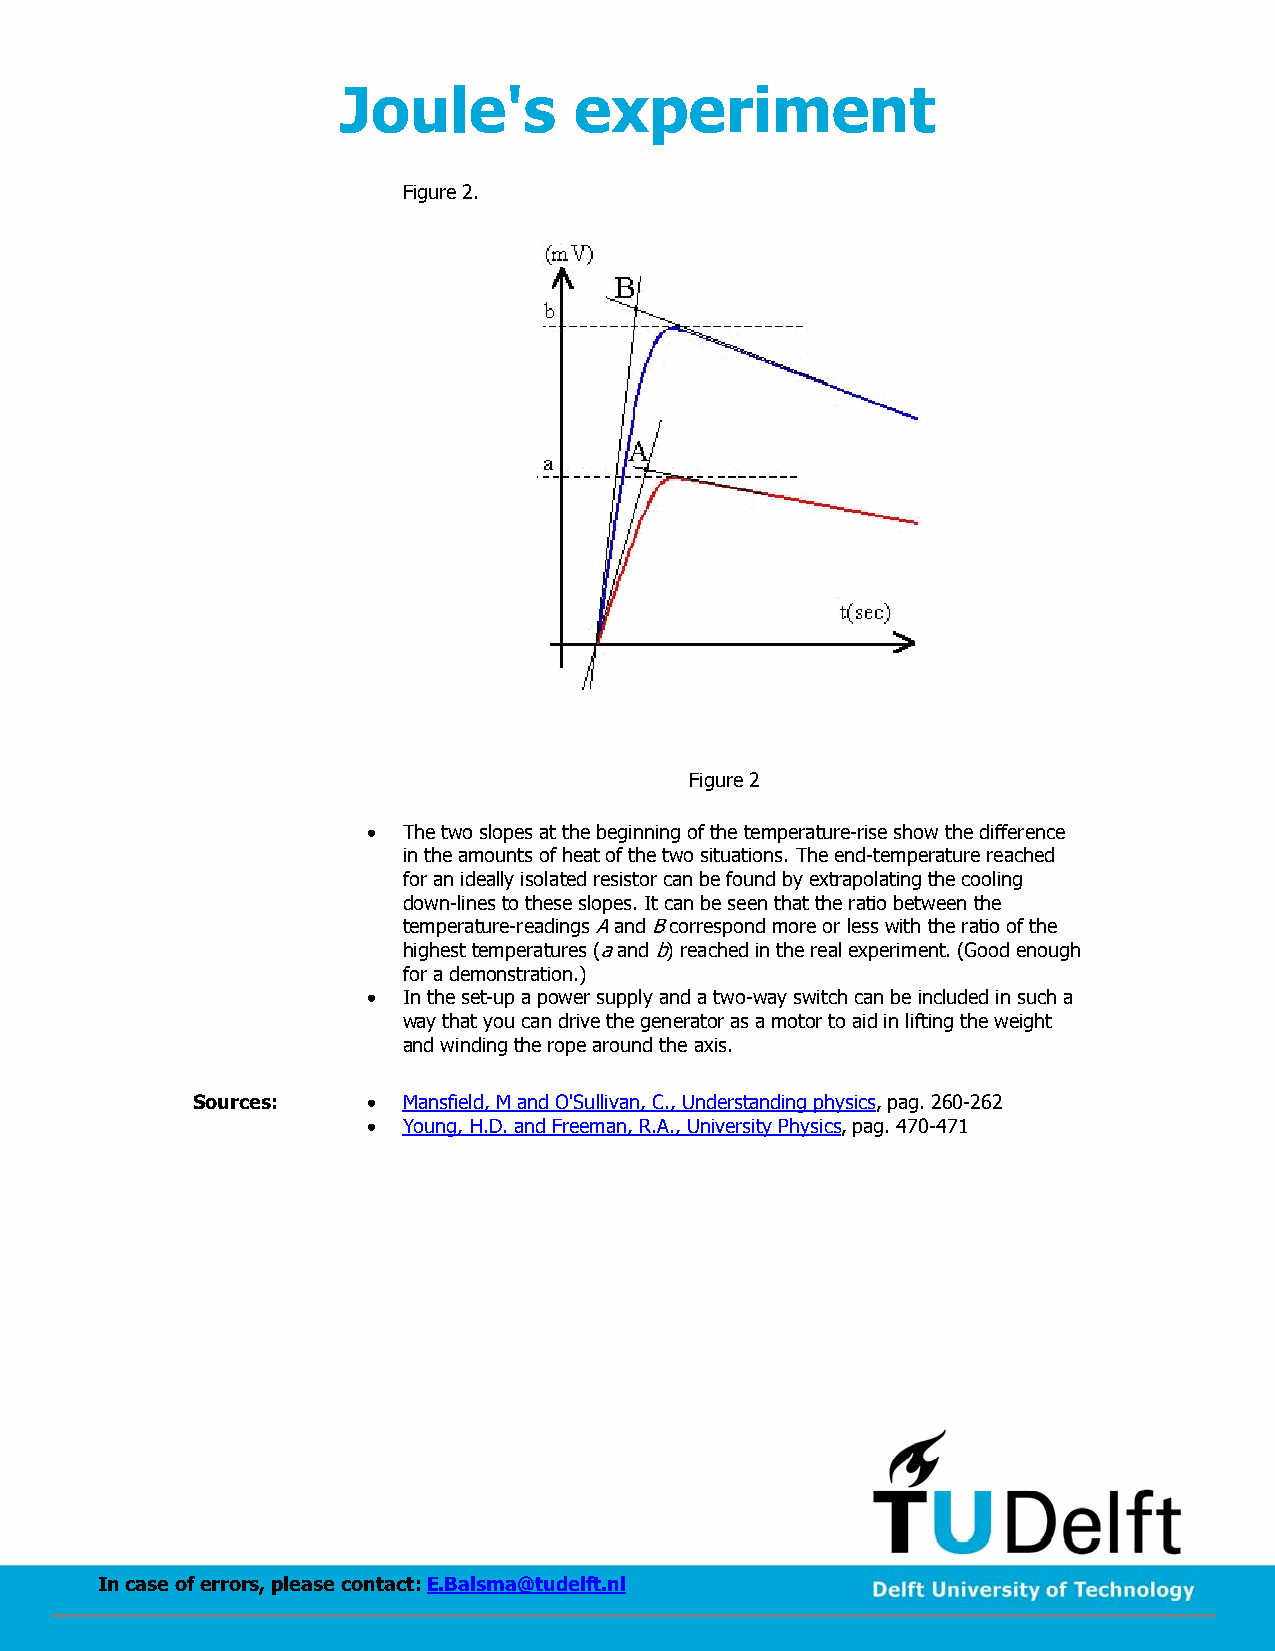 Joule's experiment
Figure 2.
(mV)
B
b
A
a
t(sec)
Figure 2
• The two slopes at the beginning of the temperature-rise show the difference
in the amounts of heat of the two situations. The end-temperature reached
for an ideally isolated resistor can be found by extrapolating the cooling
down-lines to these slopes. It can be seen that the ratio between the
temperature-readings A and B correspond more or less with the ratio of the
highest temperatures (a and b) reached in the real experiment. (Good enough
for a demonstration.)
• In the set-up a power supply and a two-way switch can be included in such a
way that you can drive the generator as a motor to aid in lifting the weight
and winding the rope around the axis.
Sources: • Mansfield, M and O'Sullivan, C., Understanding physics, pag. 260-262
• Young, H.D. and Freeman, R.A., University Physics, pag. 470-471
TUDelft
In case of errors, please contact: E.Balsma@tudelft.nl
Delft University of Technology